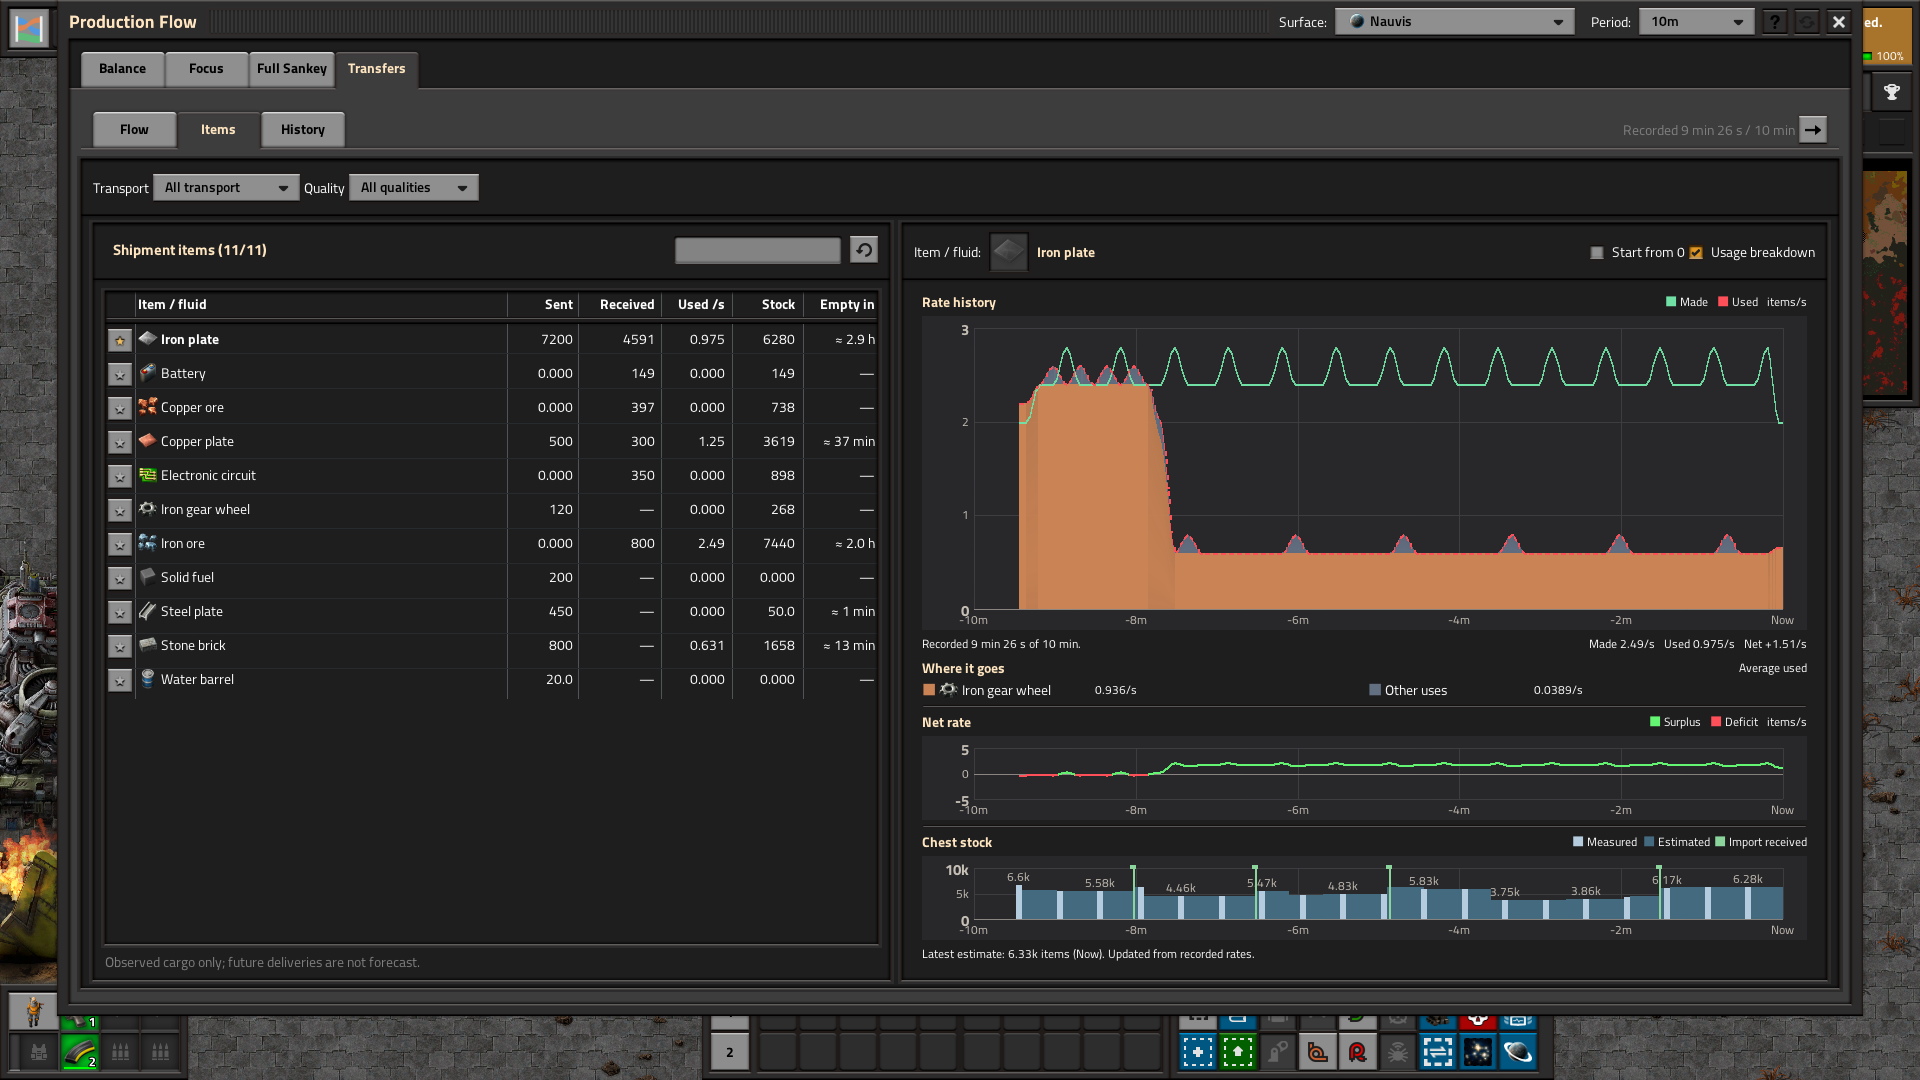 Production Flow
Surface: Nauvis Period: 10m ?
ed.
100%
Balance Focus Full Sankey Transfers
Flow Items History Recorded 9 min 26 s / 10 min
Transport All transport Quality All qualities
Shipment items (11/11)
Item / fluid Sent Received Used /s Stock Empty in
Iron plate 7200 4591 0.975 6280 ≈ 2.9 h
Battery 0.000 149 0.000 149 —
Copper ore 0.000 397 0.000 738 —
Copper plate 500 300 1.25 3619 ≈ 37 min
Electronic circuit 0.000 350 0.000 898 —
Iron gear wheel 120 — 0.000 268 —
Iron ore 0.000 800 2.49 7440 ≈ 2.0 h
Solid fuel 200 — 0.000 0.000 —
Steel plate 450 — 0.000 50.0 ≈ 1 min
Stone brick 800 — 0.631 1658 ≈ 13 min
Water barrel 20.0 — 0.000 0.000 —
Observed cargo only; future deliveries are not forecast.
Item / fluid: Iron plate Start from 0 Usage breakdown
Rate history Made Used items/s
3
2
1
0
-10m -8m -6m -4m -2m Now
Recorded 9 min 26 s of 10 min. Made 2.49/s Used 0.975/s Net +1.51/s
Where it goes Average used
Iron gear wheel 0.936/s Other uses 0.0389/s
Net rate Surplus Deficit items/s
5
0
-5
-10m -8m -6m -4m -2m Now
Chest stock Measured Estimated Import received
10k
5k
0
6.6k 5.58k 4.46k 5.47k 4.83k 5.83k 3.75k 3.86k 6.17k 6.28k
-10m -8m -6m -4m -2m Now
Latest estimate: 6.33k items (Now). Updated from recorded rates.
1
2
2